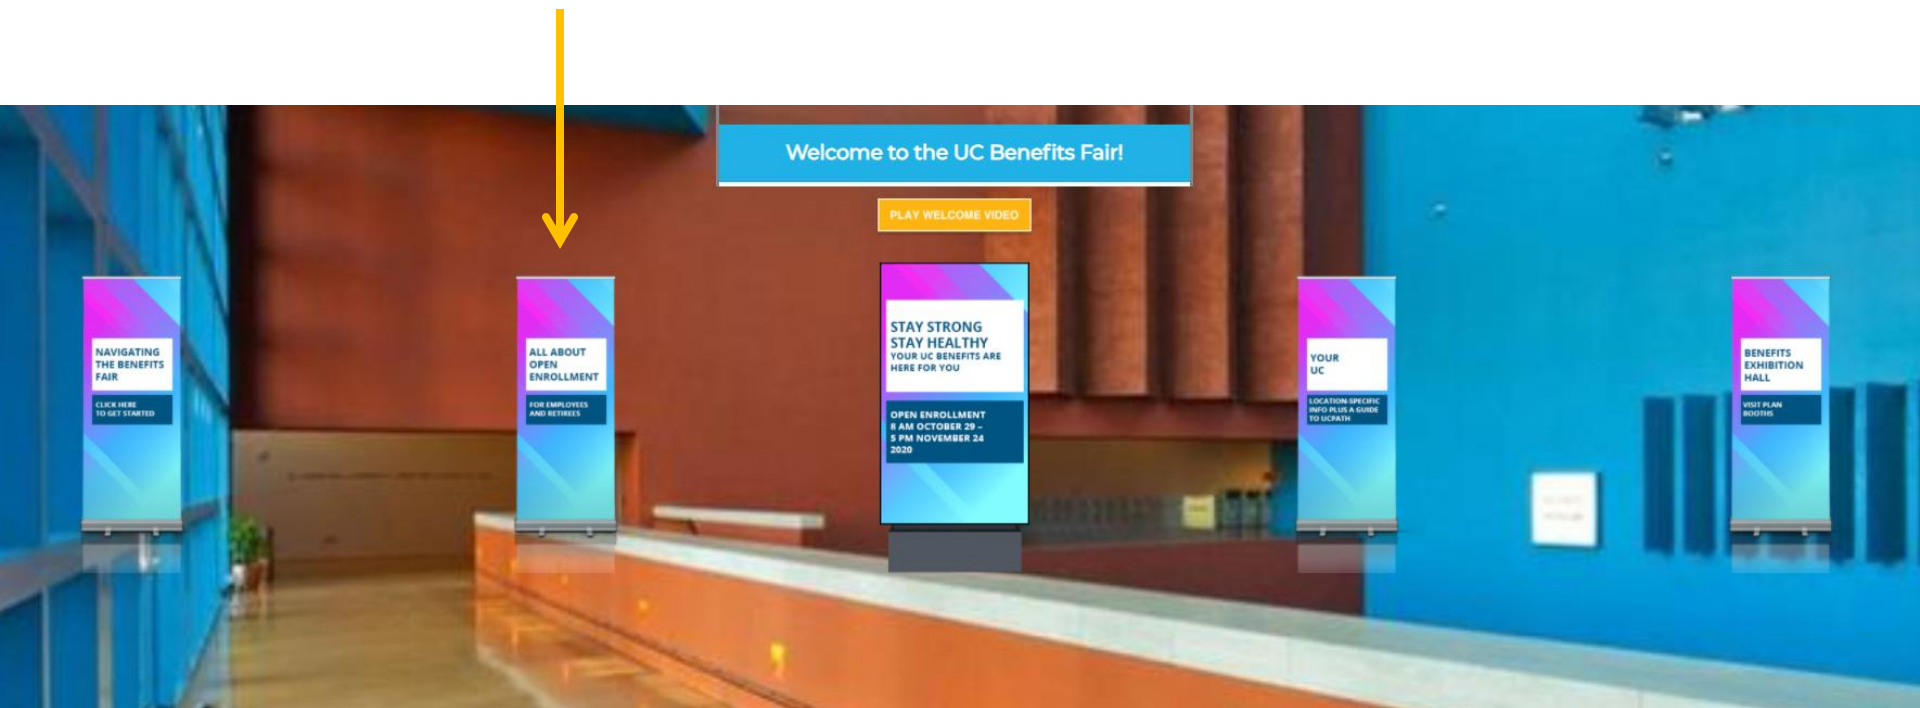 Welcome to the UC Benefits Fair!
PLAY WELCOME VIDEO
NAVIGATING
THE BENEFITS
FAIR
CLICK HERE
TO GET STARTED
ALL ABOUT
OPEN
ENROLLMENT
FOR EMPLOYEES
AND RETIREES
STAY STRONG
STAY HEALTHY
YOUR UC BENEFITS ARE
HERE FOR YOU
OPEN ENROLLMENT
8 AM OCTOBER 29 –
5 PM NOVEMBER 24
2020
YOUR
UC
LOCATION-SPECIFIC
INFO PLUS A GUIDE
TO UCPATH
BENEFITS
EXHIBITION
HALL
VISIT PLAN
BOOTHS